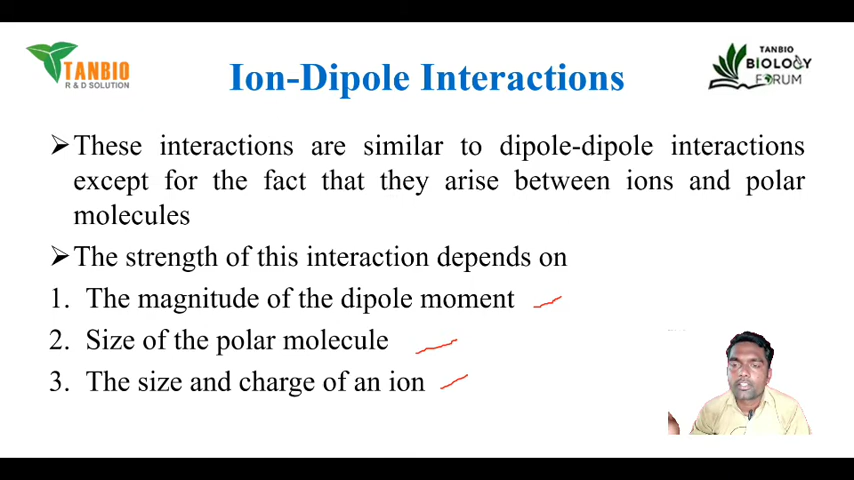 TANBIO
R & D SOLUTION
Ion-Dipole Interactions
TANBIO
BIOLOGY
FORUM
➢These interactions are similar to dipole-dipole interactions
except for the fact that they arise between ions and polar
molecules
➢The strength of this interaction depends on
1. The magnitude of the dipole moment
2. Size of the polar molecule
3. The size and charge of an ion